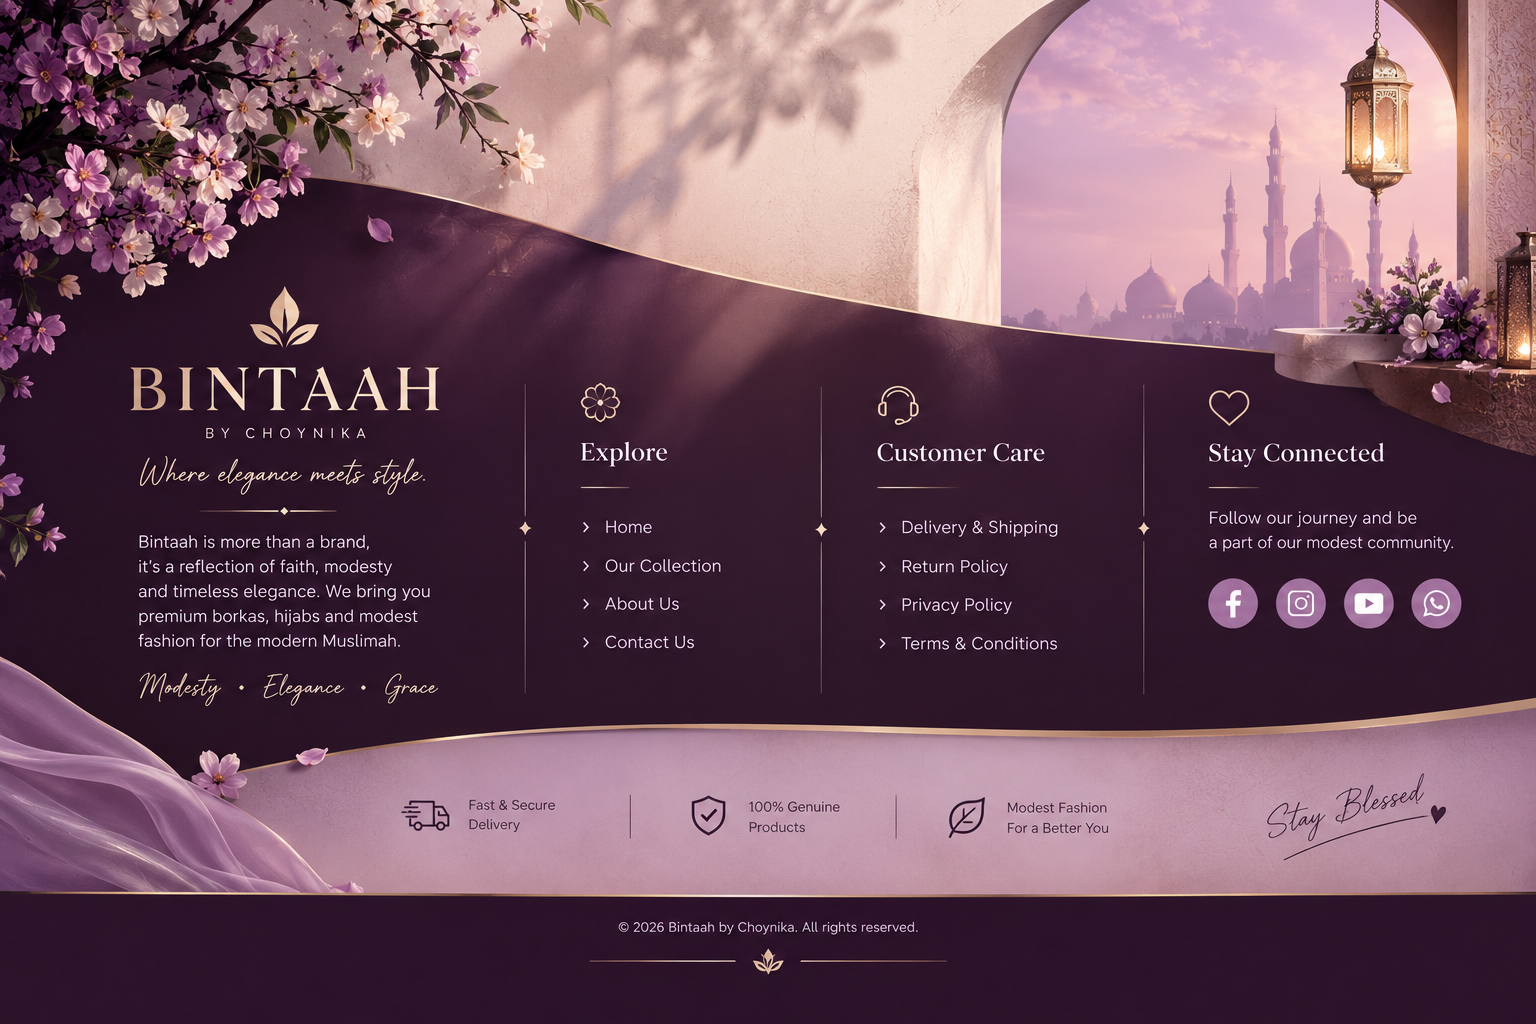 BINTAAH
BY CHOYNIKA
Where elegance meets style.
Bintaah is more than a brand,
it's a reflection of faith, modesty
and timeless elegance. We bring you
premium borkas, hijabs and modest
fashion for the modern Muslimah.
Modesty • Elegance • Grace
Explore
Home
Our Collection
About Us
Contact Us
Customer Care
Delivery & Shipping
Return Policy
Privacy Policy
Terms & Conditions
Stay Connected
Follow our journey and be
a part of our modest community.
Fast & Secure
Delivery
100% Genuine
Products
Modest Fashion
For a Better You
Stay Blessed
© 2026 Bintaah by Choynika. All rights reserved.